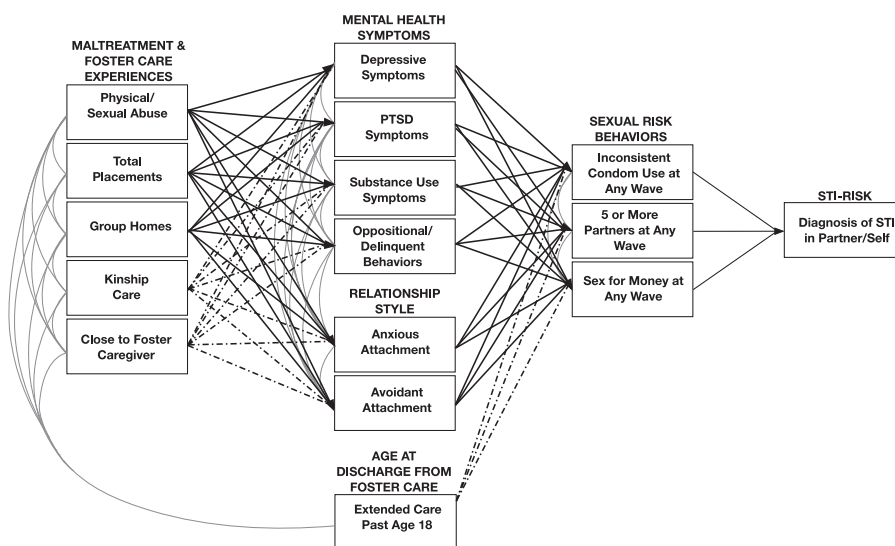 MALTREATMENT &
FOSTER CARE
EXPERIENCES
Physical/
Sexual Abuse
Total
Placements
Group Homes
Kinship
Care
Close to Foster
Caregiver
MENTAL HEALTH
SYMPTOMS
Depressive
Symptoms
PTSD
Symptoms
Substance Use
Symptoms
Oppositional/
Delinquent
Behaviors
RELATIONSHIP
STYLE
Anxious
Attachment
Avoidant
Attachment
AGE AT
DISCHARGE FROM
FOSTER CARE
Extended Care
Past Age 18
SEXUAL RISK
BEHAVIORS
Inconsistent
Condom Use at
Any Wave
5 or More
Partners at Any
Wave
Sex for Money at
Any Wave
STI-RISK
Diagnosis of STI
in Partner/Self